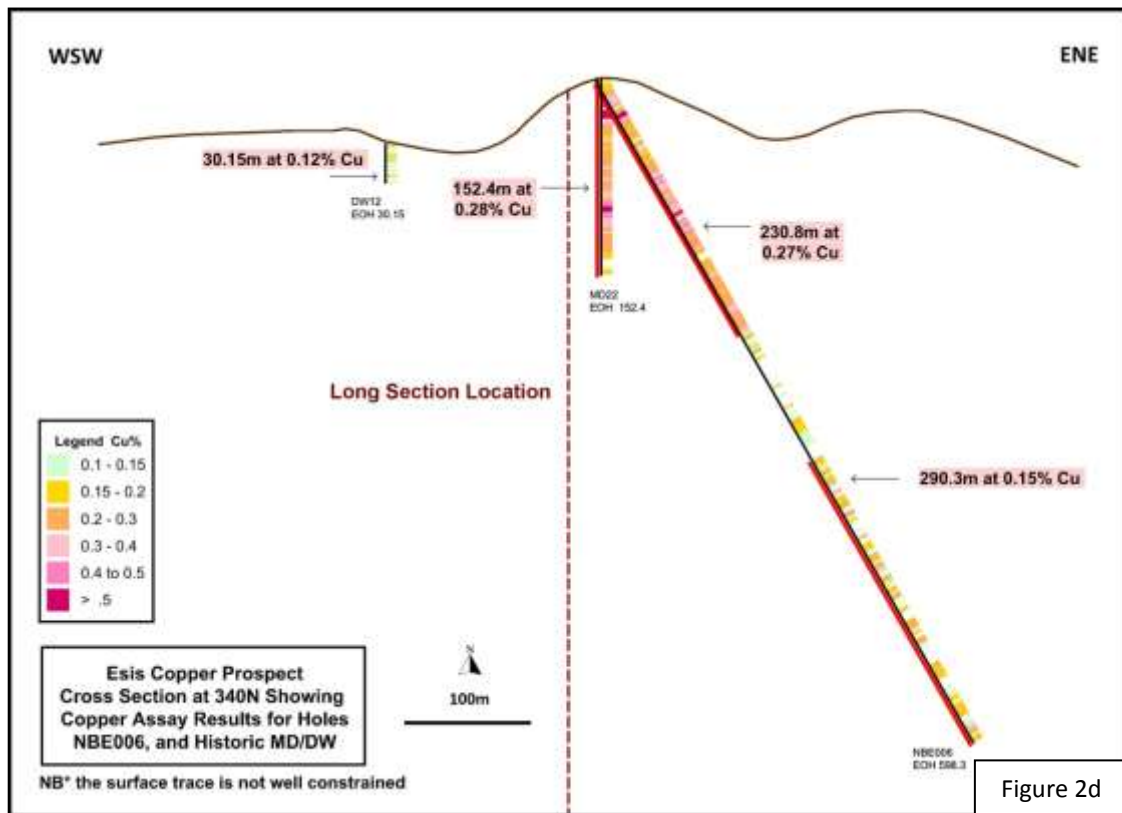 WSW
ENE
30.15m at 0.12% Cu
DW12
EOH 30.15
152.4m at
0.28% Cu
230.8m at
0.27% Cu
MD22
EOH 152.4
Long Section Location
Legend Cu%
0.1 - 0.15
0.15 - 0.2
0.2 - 0.3
0.3 - 0.4
0.4 to 0.5
> .5
290.3m at 0.15% Cu
Esis Copper Prospect
Cross Section at 340N Showing
Copper Assay Results for Holes
NBE006, and Historic MD/DW
N
100m
NB* the surface trace is not well constrained
NBE006
EOH 598.3
Figure 2d